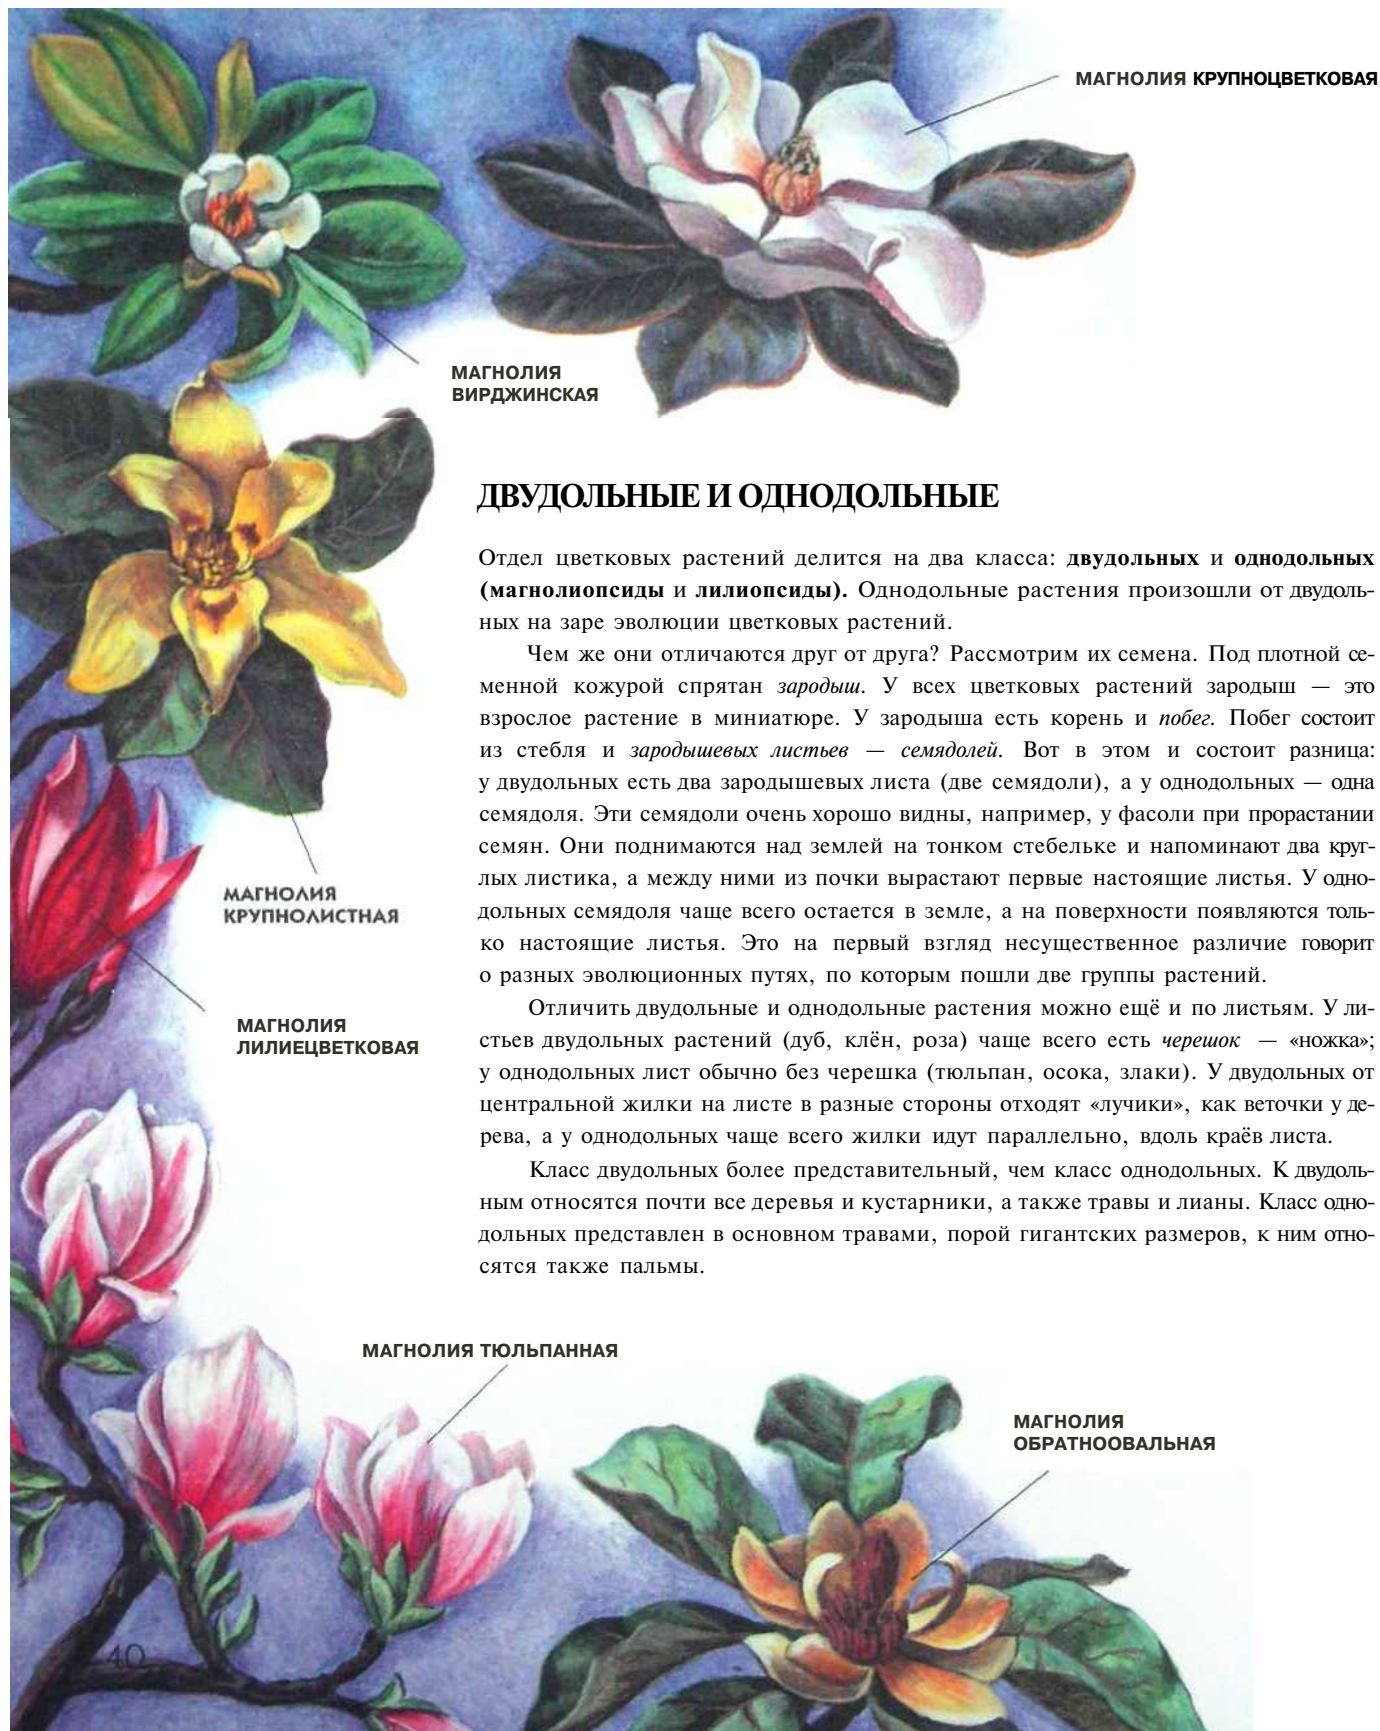 МАГНОЛИЯ КРУПНОЦВЕТКОВАЯ
МАГНОЛИЯ
ВИРДЖИНСКАЯ
ДВУДОЛЬНЫЕ И ОДНОДОЛЬНЫЕ
Отдел цветковых растений делится на два класса: двудольных и однодольных
(магнолиопсиды и лилиопсиды). Однодольные растения произошли от двудоль-
ных на заре эволюции цветковых растений.
Чем же они отличаются друг от друга? Рассмотрим их семена. Под плотной се-
менной кожурой спрятан зародыш. У всех цветковых растений зародыш — это
взрослое растение в миниатюре. У зародыша есть корень и побег. Побег состоит
из стебля и зародышевых листьев — семядолей. Вот в этом и состоит разница:
у двудольных есть два зародышевых листа (две семядоли), а у однодольных — одна
семядоля. Эти семядоли очень хорошо видны, например, у фасоли при прорастании
семян. Они поднимаются над землей на тонком стебельке и напоминают два круг-
лых листика, а между ними из почки вырастают первые настоящие листья. У одно-
дольных семядоля чаще всего остается в земле, а на поверхности появляются толь-
ко настоящие листья. Это на первый взгляд несущественное различие говорит
о разных эволюционных путях, по которым пошли две группы растений.
Отличить двудольные и однодольные растения можно ещё и по листьям. У ли-
стьев двудольных растений (дуб, клён, роза) чаще всего есть черешок — «ножка»;
у однодольных лист обычно без черешка (тюльпан, осока, злаки). У двудольных от
центральной жилки на листе в разные стороны отходят «лучики», как веточки у де-
рева, а у однодольных чаще всего жилки идут параллельно, вдоль краёв листа.
Класс двудольных более представительный, чем класс однодольных. К двудоль-
ным относятся почти все деревья и кустарники, а также травы и лианы. Класс одно-
дольных представлен в основном травами, порой гигантских размеров, к ним отно-
сятся также пальмы.
МАГНОЛИЯ
КРУПНОЛИСТНАЯ
МАГНОЛИЯ
ЛИЛИЕЦВЕТКОВАЯ
МАГНОЛИЯ ТЮЛЬПАННАЯ
МАГНОЛИЯ
ОБРАТНООВАЛЬНАЯ
40